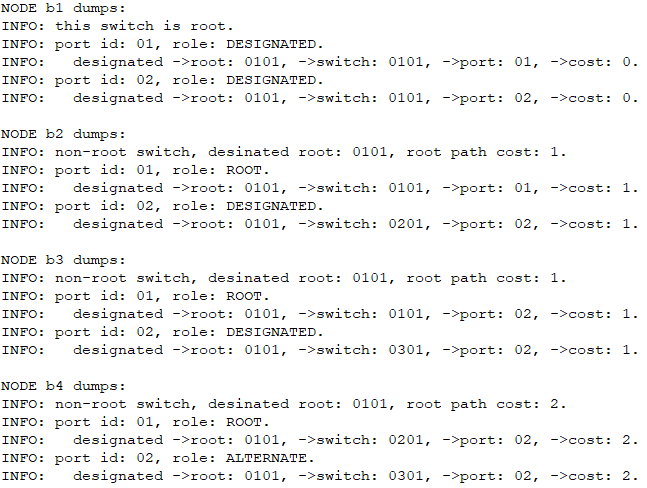 NODE b1 dumps:
INFO: this switch is root.
INFO: port id: 01, role: DESIGNATED.
INFO:   designated ->root: 0101, ->switch: 0101, ->port: 01, ->cost: 0.
INFO: port id: 02, role: DESIGNATED.
INFO:   designated ->root: 0101, ->switch: 0101, ->port: 02, ->cost: 0.

NODE b2 dumps:
INFO: non-root switch, desinated root: 0101, root path cost: 1.
INFO: port id: 01, role: ROOT.
INFO:   designated ->root: 0101, ->switch: 0101, ->port: 01, ->cost: 1.
INFO: port id: 02, role: DESIGNATED.
INFO:   designated ->root: 0101, ->switch: 0201, ->port: 02, ->cost: 1.

NODE b3 dumps:
INFO: non-root switch, desinated root: 0101, root path cost: 1.
INFO: port id: 01, role: ROOT.
INFO:   designated ->root: 0101, ->switch: 0101, ->port: 02, ->cost: 1.
INFO: port id: 02, role: DESIGNATED.
INFO:   designated ->root: 0101, ->switch: 0301, ->port: 02, ->cost: 1.

NODE b4 dumps:
INFO: non-root switch, desinated root: 0101, root path cost: 2.
INFO: port id: 01, role: ROOT.
INFO:   designated ->root: 0101, ->switch: 0201, ->port: 02, ->cost: 2.
INFO: port id: 02, role: ALTERNATE.
INFO:   designated ->root: 0101, ->switch: 0301, ->port: 02, ->cost: 2.